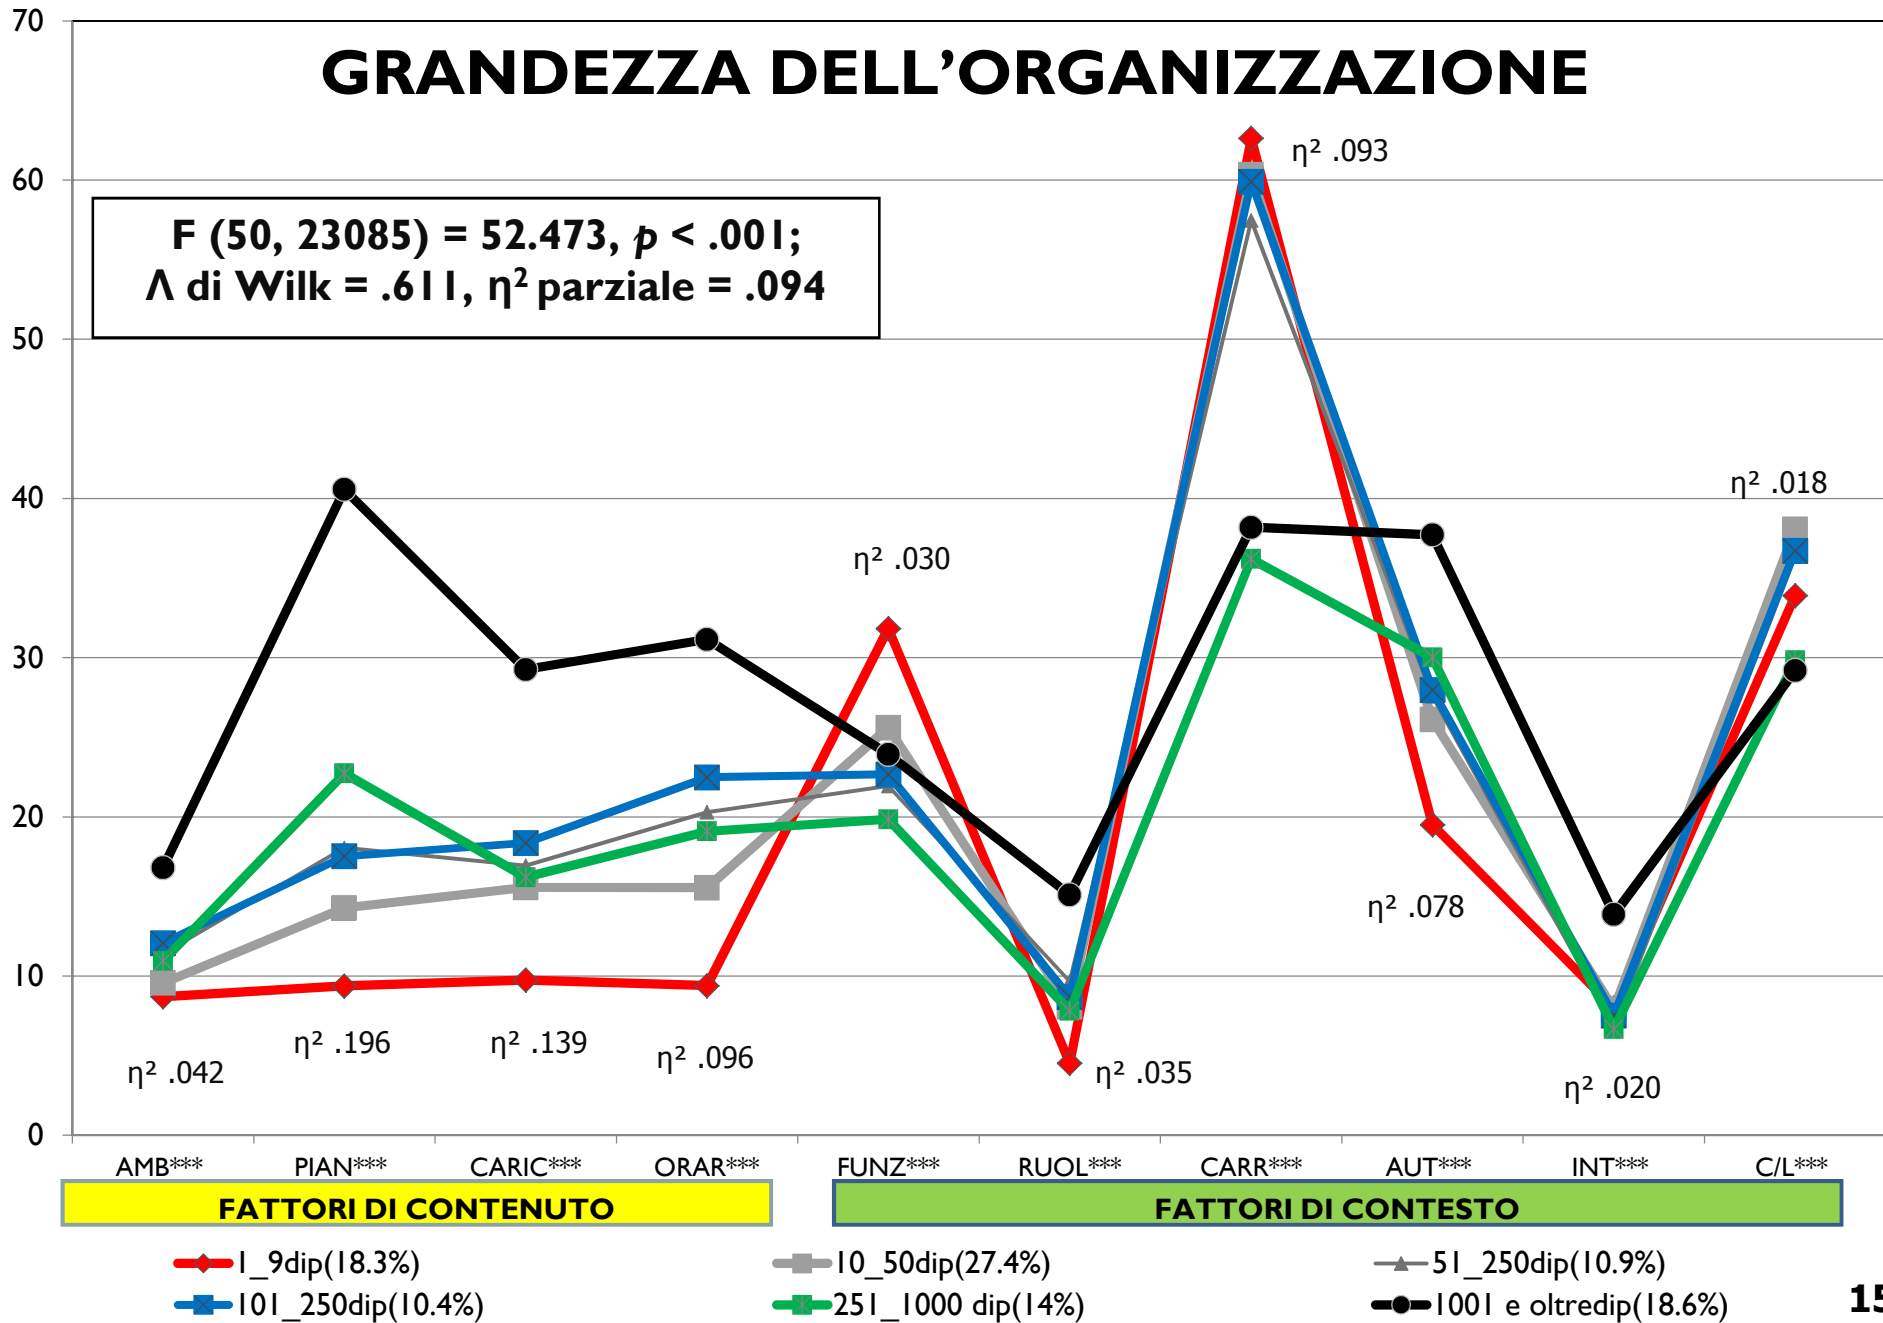 GRANDEZZA DELL’ORGANIZZAZIONE
70
60
50
40
30
20
10
0
F (50, 23085) = 52.473, p < .001;
Λ di Wilk = .611, η² parziale = .094
η² .042
η² .196
η² .139
η² .096
η² .030
η² .035
η² .093
η² .078
η² .020
η² .018
AMB*** PIAN*** CARIC*** ORAR*** FUNZ*** RUOL*** CARR*** AUT*** INT*** C/L***
FATTORI DI CONTENUTO
FATTORI DI CONTESTO
1_9dip(18.3%) 10_50dip(27.4%) 51_250dip(10.9%)
101_250dip(10.4%) 251_1000 dip(14%) 1001 e oltredip(18.6%)
15